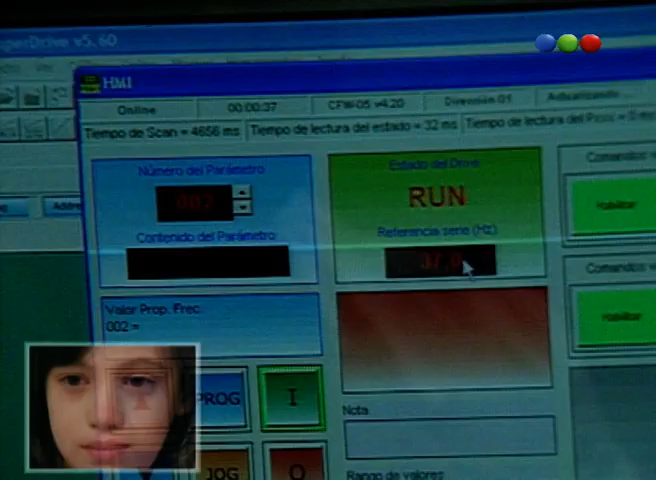 SuperDrive v5.60
HMI
Online 00:00:37 CFW-05 v4.20 Dirección 01 Actualizando...
Tiempo de Scan = 4656 ms Tiempo de lectura del estado = 32 ms Tiempo de lectura del
Número del Parámetro
002
Contenido del Parámetro
Estado del Drive
RUN
Referencia serie (Hz)
37.0
Comandos
Habilitar
Comandos
Habilitar
Valor Prop. Frec.
002 =
PROG I
JOG O
Nota
Rango de valores